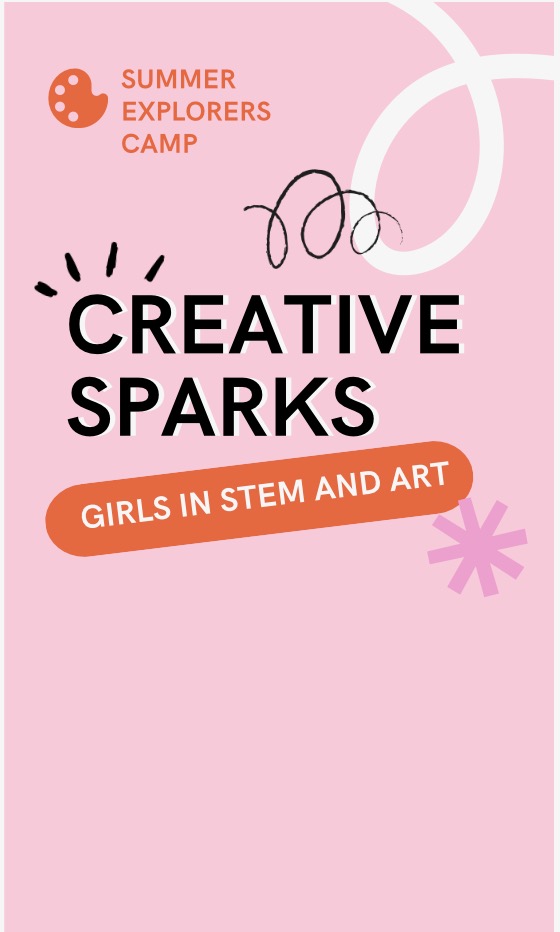 SUMMER
EXPLORERS
CAMP
CREATIVE
SPARKS
GIRLS IN STEM AND ART